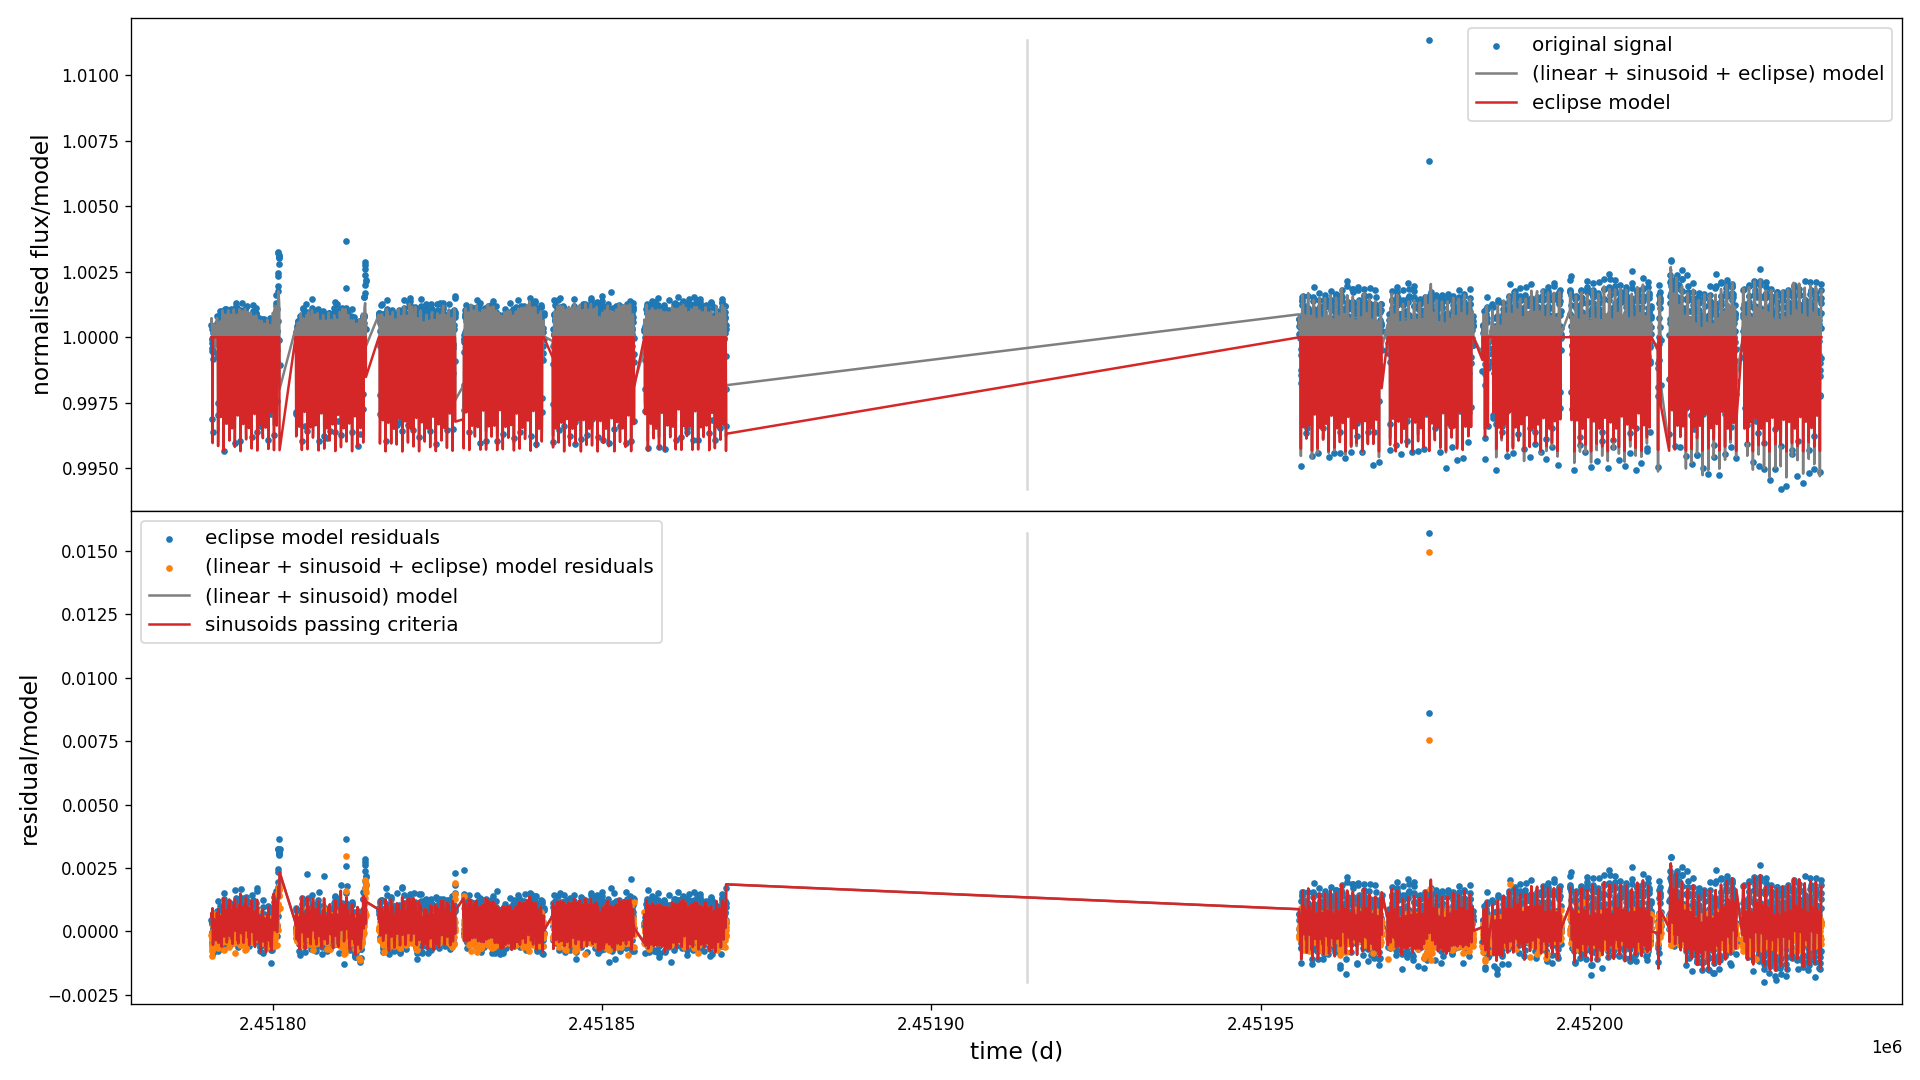 normalised flux/model
1.0100
1.0075
1.0050
1.0025
1.0000
0.9975
0.9950
original signal
(linear + sinusoid + eclipse) model
eclipse model
residual/model
0.0150
0.0125
0.0100
0.0075
0.0050
0.0025
0.0000
−0.0025
eclipse model residuals
(linear + sinusoid + eclipse) model residuals
(linear + sinusoid) model
sinusoids passing criteria
2.45180
2.45185
2.45190
2.45195
2.45200
1e6
time (d)